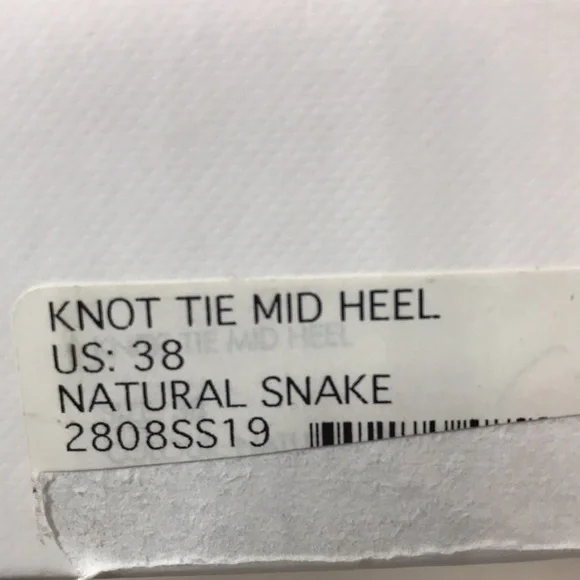 KNOT TIE MID HEEL
US: 38
NATURAL SNAKE
2808SS19